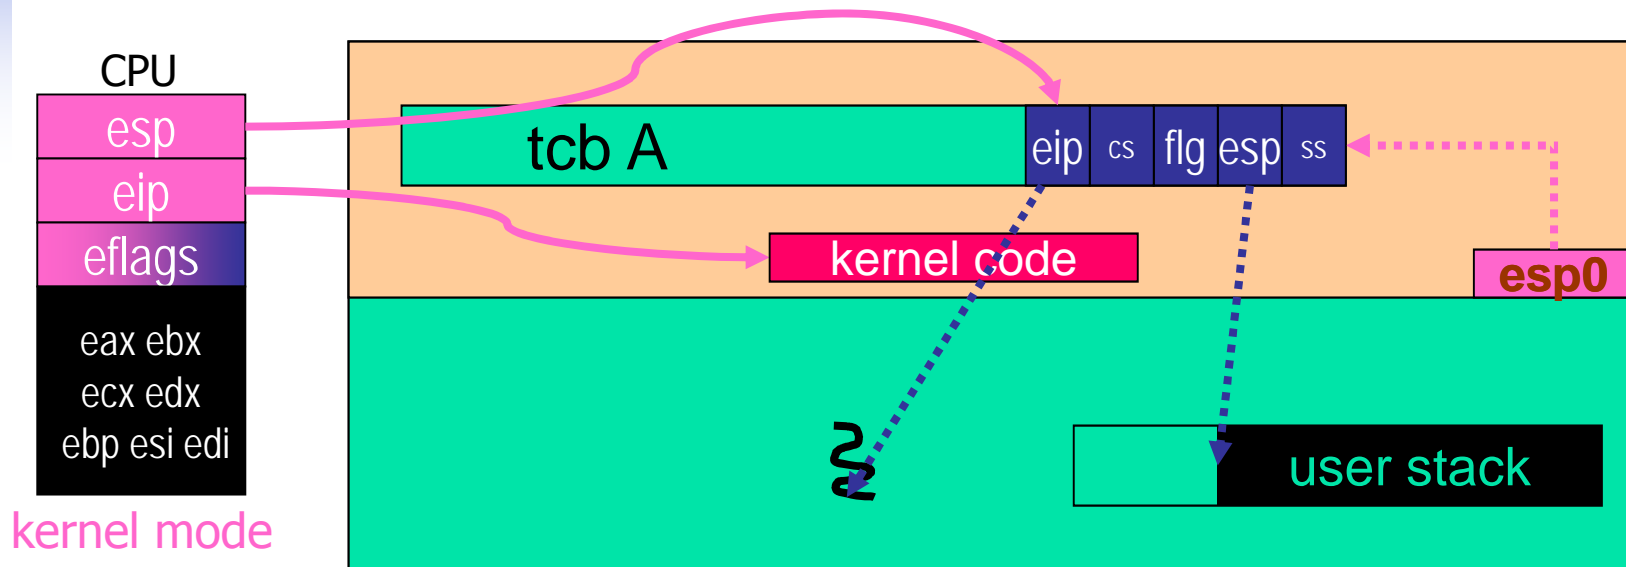 CPU
esp
eip
eflags
eax ebx
ecx edx
ebp esi edi
kernel mode
tcb A
eip cs flg esp ss
kernel code
esp0
user stack